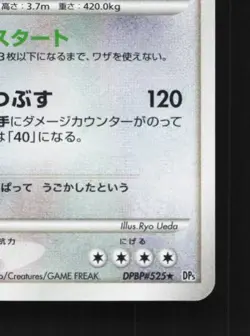 高さ：3.7m 重さ：420.0kg
スタート
3枚以下になるまで、ワザを使えない。
つぶす 120
手にダメージカウンターがのって
は「40」になる。
ぱって うごかしたという
Illus.Ryo Ueda
抗力 にげる
o/Creatures/GAME FREAK DPBP#525★ DP5